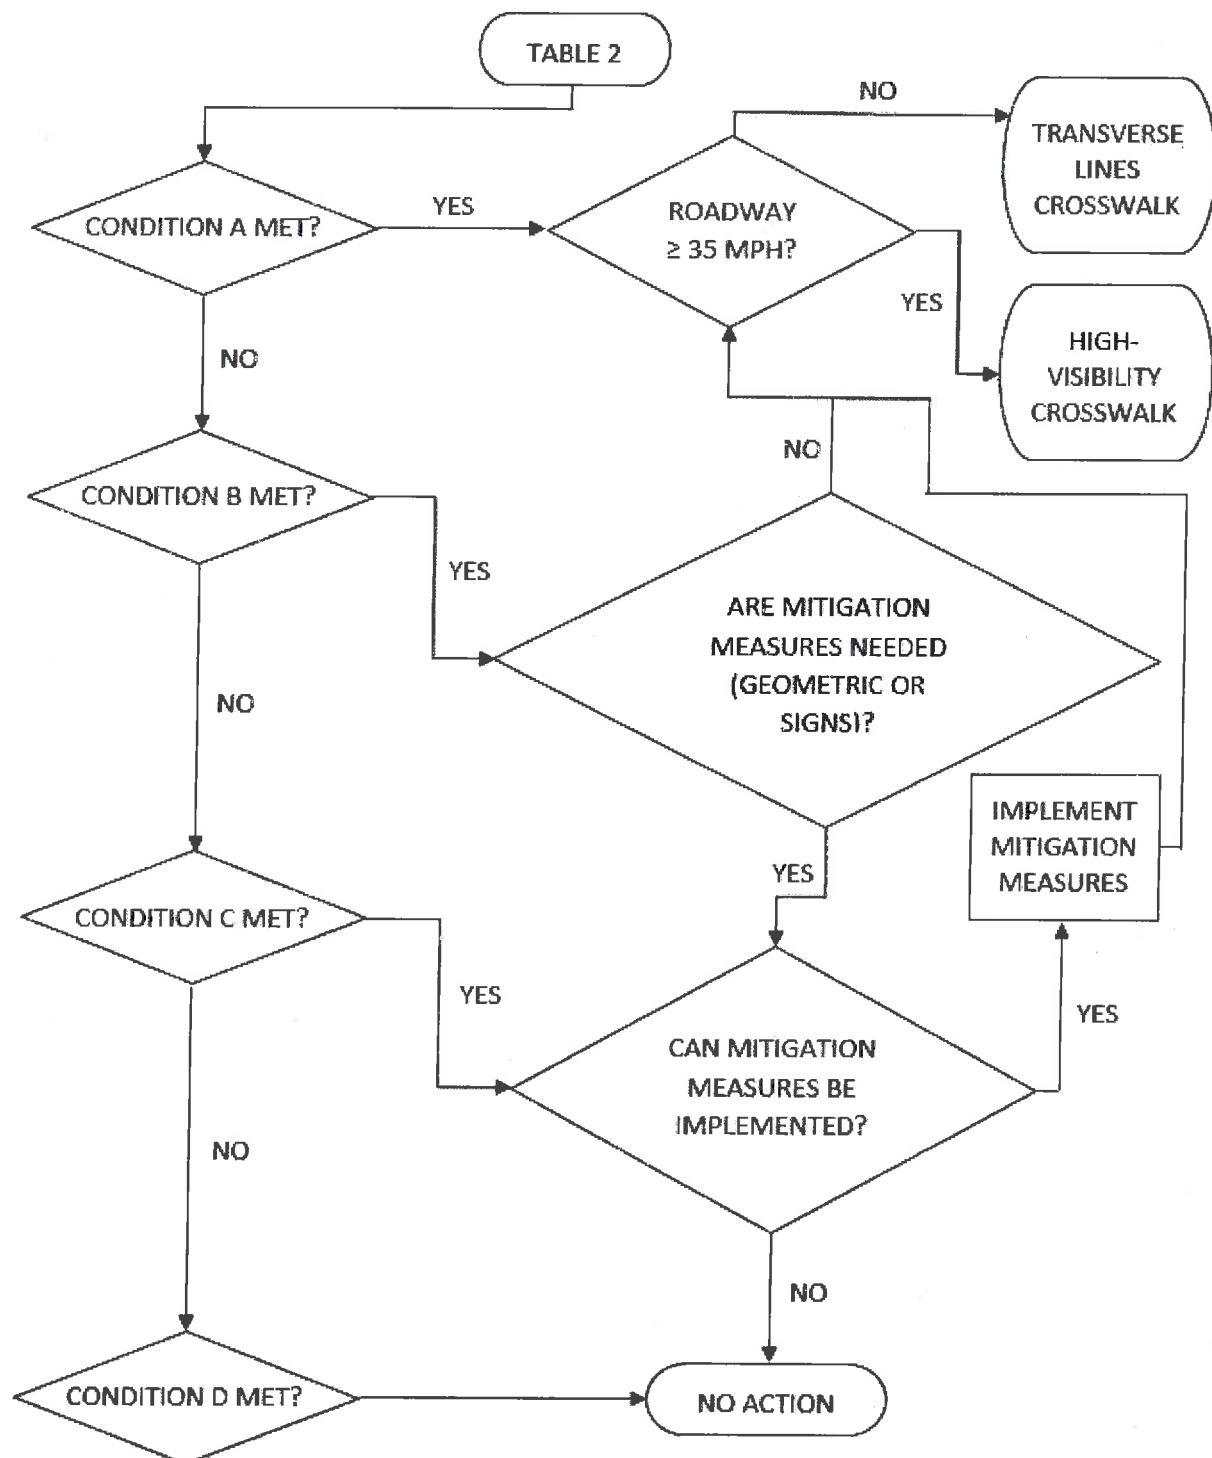 TABLE 2
NO
TRANSVERSE
LINES
CROSSWALK
CONDITION A MET?
YES
ROADWAY
≥ 35 MPH?
YES
HIGH-
VISIBILITY
CROSSWALK
NO
NO
CONDITION B MET?
YES
ARE MITIGATION
MEASURES NEEDED
(GEOMETRIC OR
SIGNS)?
NO
IMPLEMENT
MITIGATION
MEASURES
YES
CONDITION C MET?
YES
CAN MITIGATION
MEASURES BE
IMPLEMENTED?
YES
NO
NO
CONDITION D MET?
NO ACTION